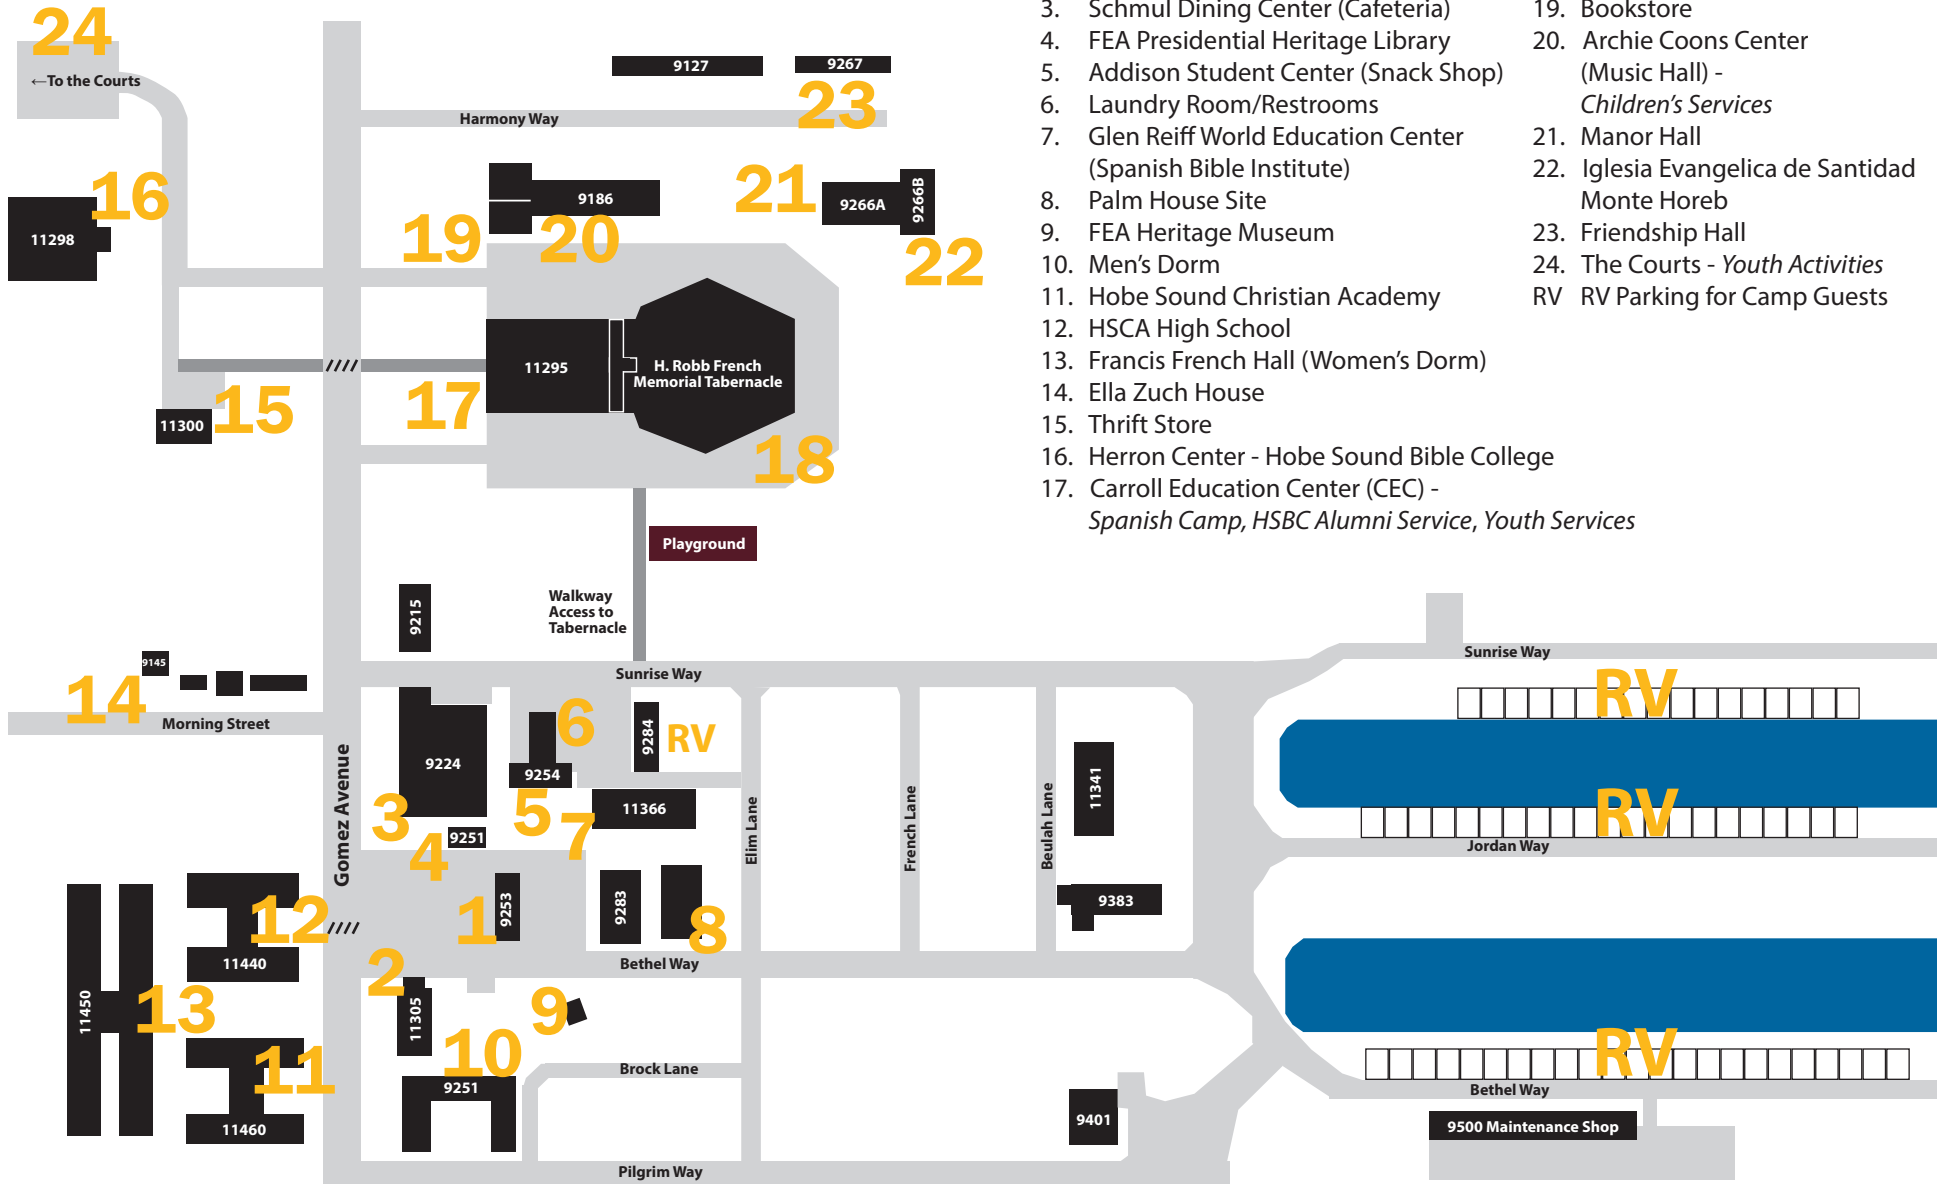 24
←To the Courts
9127
9267
23
Harmony Way
16
11298
19
9186
20
21
9266A
9266B
22
11295
H. Robb French
Memorial Tabernacle
17
18
15
11300
Playground
Walkway
Access to
Tabernacle
9215
9145
14
Morning Street
Sunrise Way
Gomez Avenue
9224
3
4
9251
6
9254
5
7
9284
RV
11366
1
9253
9283
8
Elim Lane
French Lane
Beulah Lane
11341
9383
Bethel Way
12
11440
13
11450
11
11460
2
11305
9
10
9251
Brock Lane
Pilgrim Way
9401
Sunrise Way
RV
RV
Jordan Way
RV
Bethel Way
9500 Maintenance Shop
3. Schmul Dining Center (Cafeteria)
4. FEA Presidential Heritage Library
5. Addison Student Center (Snack Shop)
6. Laundry Room/Restrooms
7. Glen Reiff World Education Center
(Spanish Bible Institute)
8. Palm House Site
9. FEA Heritage Museum
10. Men's Dorm
11. Hobe Sound Christian Academy
12. HSCA High School
13. Francis French Hall (Women's Dorm)
14. Ella Zuch House
15. Thrift Store
16. Herron Center - Hobe Sound Bible College
17. Carroll Education Center (CEC) -
Spanish Camp, HSBC Alumni Service, Youth Services
19. Bookstore
20. Archie Coons Center
(Music Hall) -
Children's Services
21. Manor Hall
22. Iglesia Evangelica de Santidad
Monte Horeb
23. Friendship Hall
24. The Courts - Youth Activities
RV RV Parking for Camp Guests